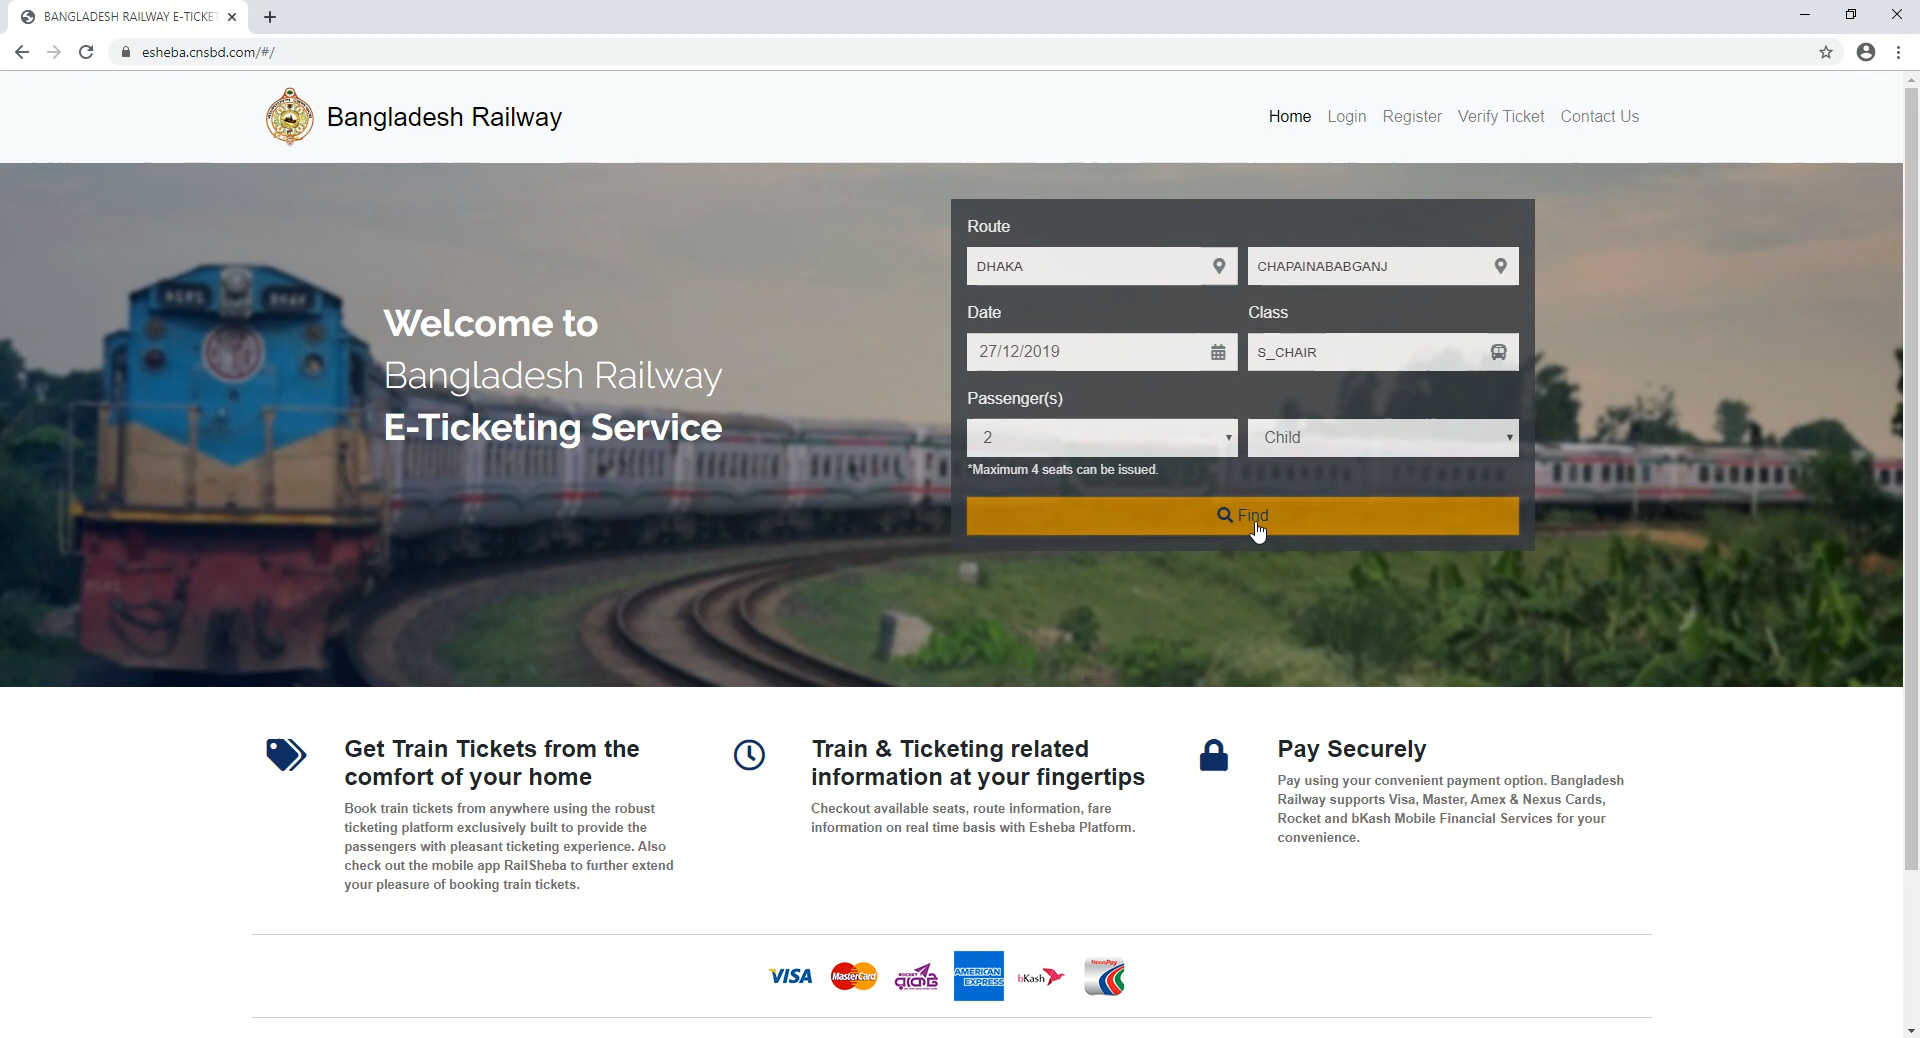 BANGLADESH RAILWAY E-TICKET
esheba.cnsbd.com/#/
Bangladesh Railway
Home Login Register Verify Ticket Contact Us
Welcome to
Bangladesh Railway
E-Ticketing Service
Route
DHAKA CHAPAINABABGANJ
Date Class
27/12/2019 S_CHAIR
Passenger(s)
2 Child
*Maximum 4 seats can be issued.
Find
Get Train Tickets from the
comfort of your home
Book train tickets from anywhere using the robust
ticketing platform exclusively built to provide the
passengers with pleasant ticketing experience. Also
check out the mobile app RailSheba to further extend
your pleasure of booking train tickets.
Train & Ticketing related
information at your fingertips
Checkout available seats, route information, fare
information on real time basis with Esheba Platform.
Pay Securely
Pay using your convenient payment option. Bangladesh
Railway supports Visa, Master, Amex & Nexus Cards,
Rocket and bKash Mobile Financial Services for your
convenience.
VISA MasterCard ROCKET AMERICAN EXPRESS bKash NexusPay